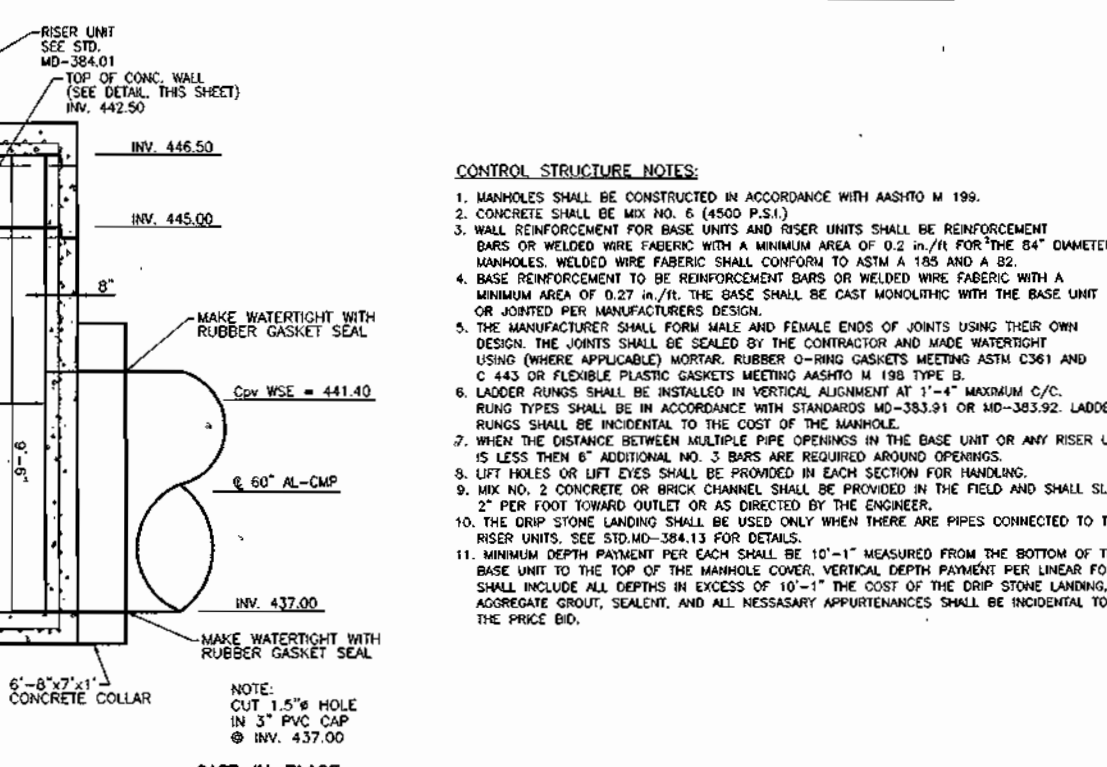 RISER UNIT
SEE STD.
MD-384.01
TOP OF CONC. WALL
(SEE DETAIL, THIS SHEET)
INV. 442.50
INV. 446.50
INV. 445.00
8"
MAKE WATERTIGHT WITH
RUBBER GASKET SEAL
Cpv WSE = 441.40
℄ 60" AL-CMP
INV. 437.00
MAKE WATERTIGHT WITH
RUBBER GASKET SEAL
6'-8"x7'x1'
CONCRETE COLLAR
NOTE:
CUT 1.5"ø HOLE
IN 3" PVC CAP
@ INV. 437.00
CONTROL STRUCTURE NOTES:
1. MANHOLES SHALL BE CONSTRUCTED IN ACCORDANCE WITH AASHTO M 199.
2. CONCRETE SHALL BE MIX NO. 6 (4500 P.S.I.)
3. WALL REINFORCEMENT FOR BASE UNITS AND RISER UNITS SHALL BE REINFORCEMENT
BARS OR WELDED WIRE FABERIC WITH A MINIMUM AREA OF 0.2 in./ft FOR ²THE 84" DIAMETER
MANHOLES. WELDED WIRE FABERIC SHALL CONFORM TO ASTM A 185 AND A 82.
4. BASE REINFORCEMENT TO BE REINFORCEMENT BARS OR WELDED WIRE FABERIC WITH A
MINIMUM AREA OF 0.27 in./ft. THE BASE SHALL BE CAST MONOLITHIC WITH THE BASE UNIT
OR JOINTED PER MANUFACTURERS DESIGN.
5. THE MANUFACTURER SHALL FORM MALE AND FEMALE ENDS OF JOINTS USING THEIR OWN
DESIGN. THE JOINTS SHALL BE SEALED BY THE CONTRACTOR AND MADE WATERTIGHT
USING (WHERE APPLICABLE) MORTAR. RUBBER O-RING GASKETS MEETING ASTM C361 AND
C 443 OR FLEXIBLE PLASTIC GASKETS MEETING AASHTO M 198 TYPE B.
6. LADDER RUNGS SHALL BE INSTALLED IN VERTICAL ALIGNMENT AT 1'-4" MAXIMUM C/C.
RUNG TYPES SHALL BE IN ACCORDANCE WITH STANDARDS MD-383.91 OR MD-383.92. LADDE
RUNGS SHALL BE INCIDENTAL TO THE COST OF THE MANHOLE.
7. WHEN THE DISTANCE BETWEEN MULTIPLE PIPE OPENINGS IN THE BASE UNIT OR ANY RISER U
IS LESS THEN 6" ADDITIONAL NO. 3 BARS ARE REQUIRED AROUND OPENINGS.
8. LIFT HOLES OR LIFT EYES SHALL BE PROVIDED IN EACH SECTION FOR HANDLING.
9. MIX NO. 2 CONCRETE OR BRICK CHANNEL SHALL BE PROVIDED IN THE FIELD AND SHALL SL
2" PER FOOT TOWARD OUTLET OR AS DIRECTED BY THE ENGINEER.
10. THE DRIP STONE LANDING SHALL BE USED ONLY WHEN THERE ARE PIPES CONNECTED TO T
RISER UNITS. SEE STD.MD-384.13 FOR DETAILS.
11. MINIMUM DEPTH PAYMENT PER EACH SHALL BE 10'-1" MEASURED FROM THE BOTTOM OF T
BASE UNIT TO THE TOP OF THE MANHOLE COVER. VERTICAL DEPTH PAYMENT PER LINEAR FO
SHALL INCLUDE ALL DEPTHS IN EXCESS OF 10'-1" THE COST OF THE DRIP STONE LANDING,
AGGREGATE GROUT, SEALENT, AND ALL NESSASARY APPURTENANCES SHALL BE INCIDENTAL TO
THE PRICE BID.